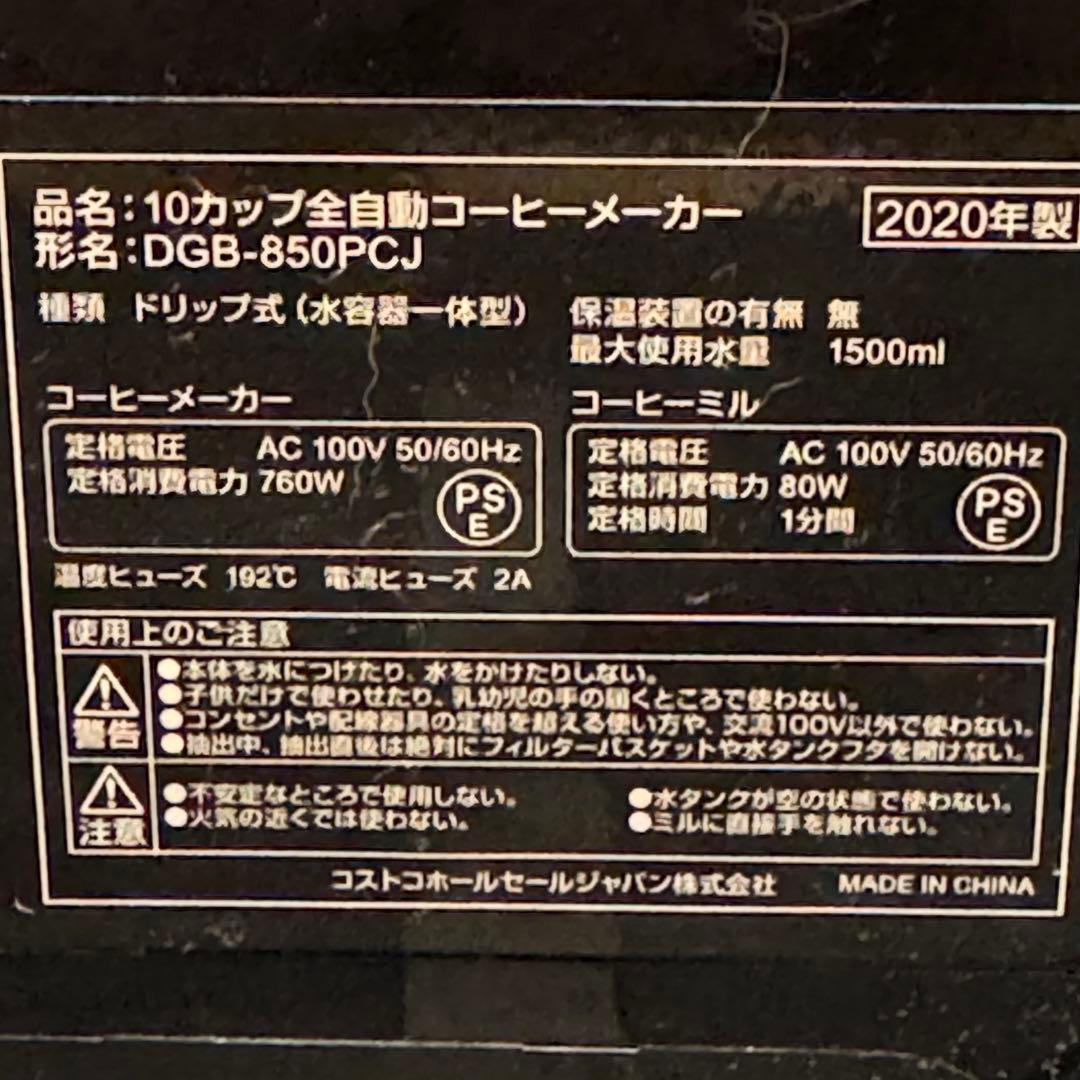 品名：10カップ全自動コーヒーメーカー
2020年製
形名：DGB-850PCJ
種類 ドリップ式（水容器一体型）
保温装置の有無 無
最大使用水量 1500ml
コーヒーメーカー
定格電圧 AC 100V 50/60Hz
定格消費電力 760W
PS
E
コーヒーミル
定格電圧 AC 100V 50/60Hz
定格消費電力 80W
定格時間 1分間
PS
E
温度ヒューズ 192℃ 電流ヒューズ 2A
使用上のご注意
警告
●本体を水につけたり、水をかけたりしない。
●子供だけで使わせたり、乳幼児の手の届くところで使わない。
●コンセントや配線器具の定格を超える使い方や、交流100V以外で使わない。
●抽出中、抽出直後は絶対にフィルターバスケットや水タンクフタを開けない。
注意
●不安定なところで使用しない。
●火気の近くでは使わない。
●水タンクが空の状態で使わない。
●ミルに直接手を触れない。
コストコホールセールジャパン株式会社 MADE IN CHINA